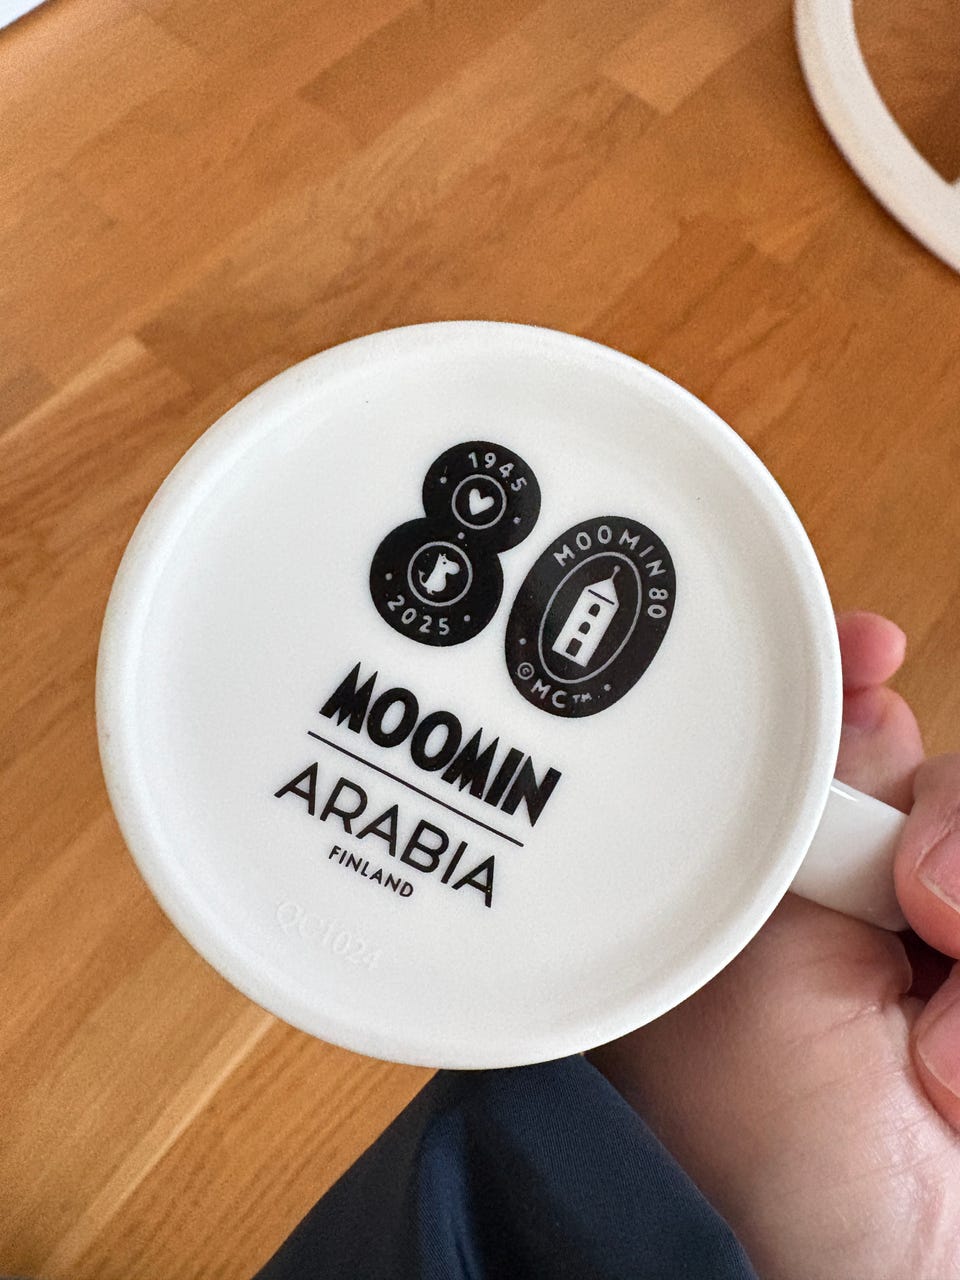 1945
2025
MOOMIN 80
©MC™
MOOMIN
ARABIA
FINLAND
QC1024